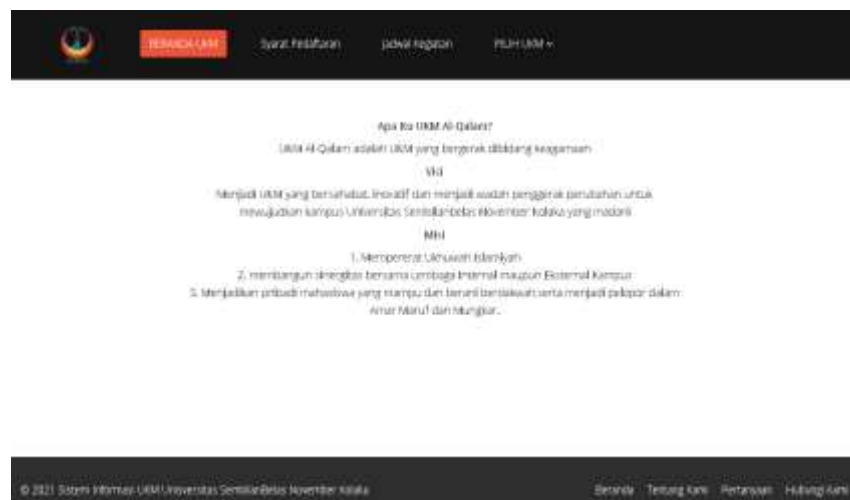 BERANDA UKM Syarat Pedaftaran Jadwal Kegiatan PILIH UKM
Apa Itu UKM Al-Qalam?
UKM Al-Qalam adalah UKM yang bergerak dibidang keagamaan
Visi
Menjadi UKM yang bersahabat, inovatif dan menjadi wadah penggerak perubahan untuk
mewujudkan kampus Universitas Sembilanbelas November Kolaka yang madani
Misi
1. Mempererat Ukhuwah Islamiyah
2. membangun sinergitas bersama Lembaga Internal maupun Eksternal Kampus
3. Menjadikan pribadi mahasiswa yang mampu dan berani berdakwah serta menjadi pelopor dalam
Amar Maruf dan Mungkar.
© 2021 Sistem Informasi UKM Universitas SembilanBelas November Kolaka
Beranda Tentang Kami Pertanyaan Hubungi Kami